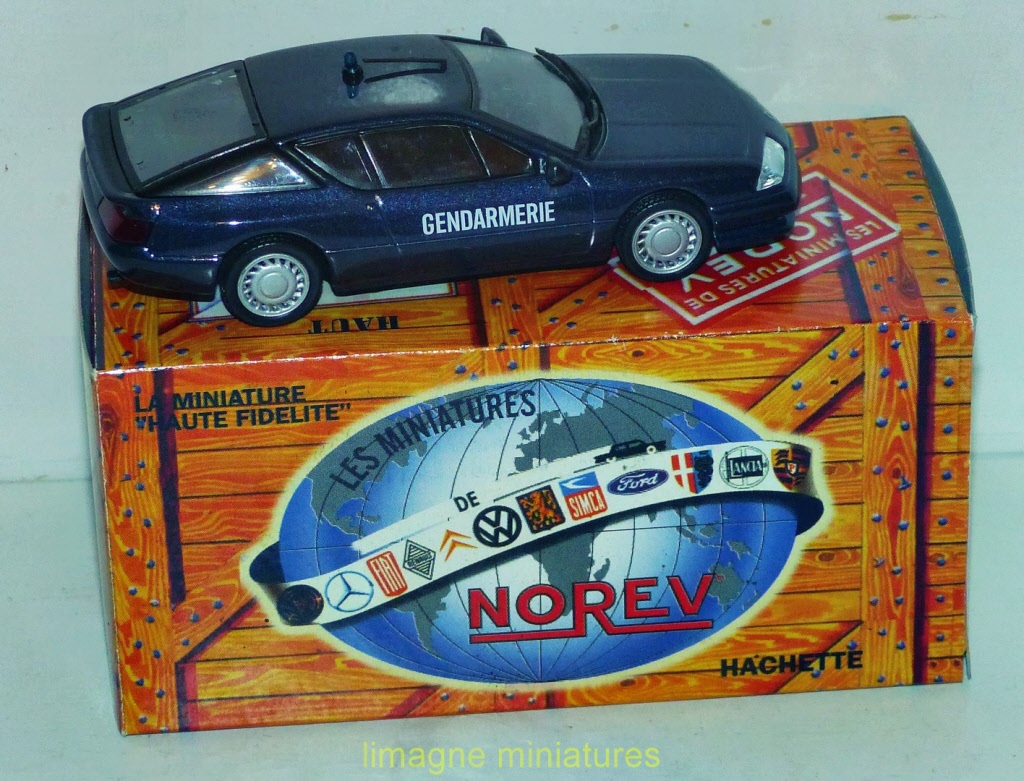 GENDARMERIE
LES MINIATURES DE
NOREV
HAUT
LA MINIATURE
"HAUTE FIDELITE"
LES MINIATURES
DE
FIAT
SIMCA
Ford
LANCIA
NOREV
HACHETTE
limagne miniatures